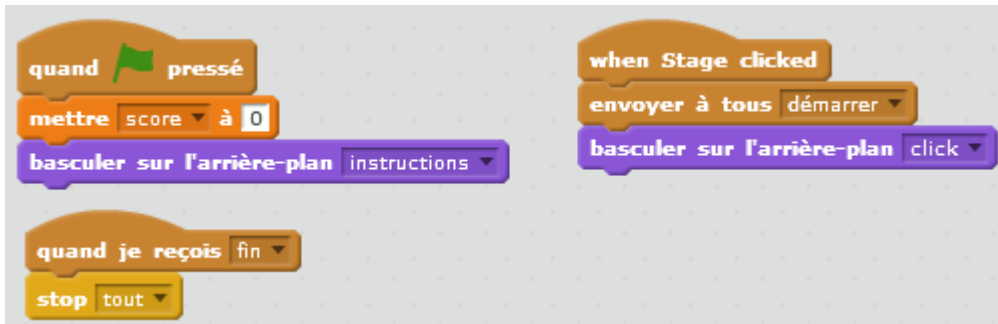 quand pressé
mettre score à 0
basculer sur l'arrière-plan instructions
quand je reçois fin
stop tout
when Stage clicked
envoyer à tous démarrer
basculer sur l'arrière-plan click